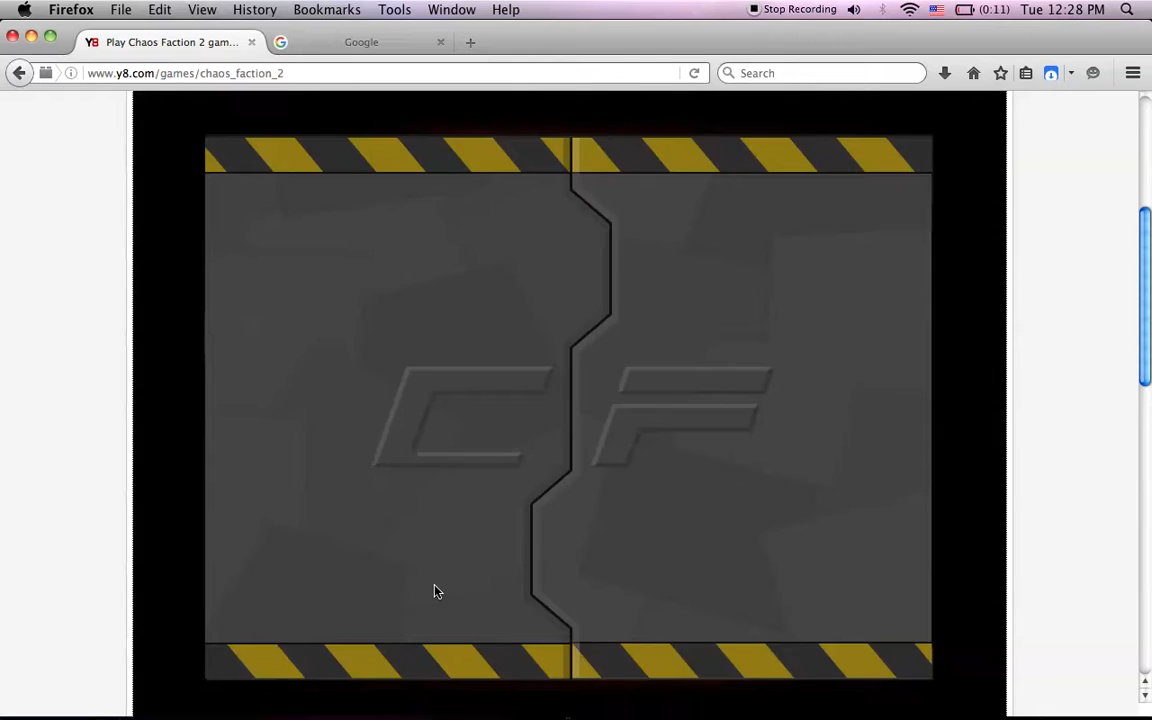 Firefox File Edit View History Bookmarks Tools Window Help Stop Recording (0:11) Tue 12:28 PM
Y8 Play Chaos Faction 2 gam... G Google
www.y8.com/games/chaos_faction_2 Search
CF